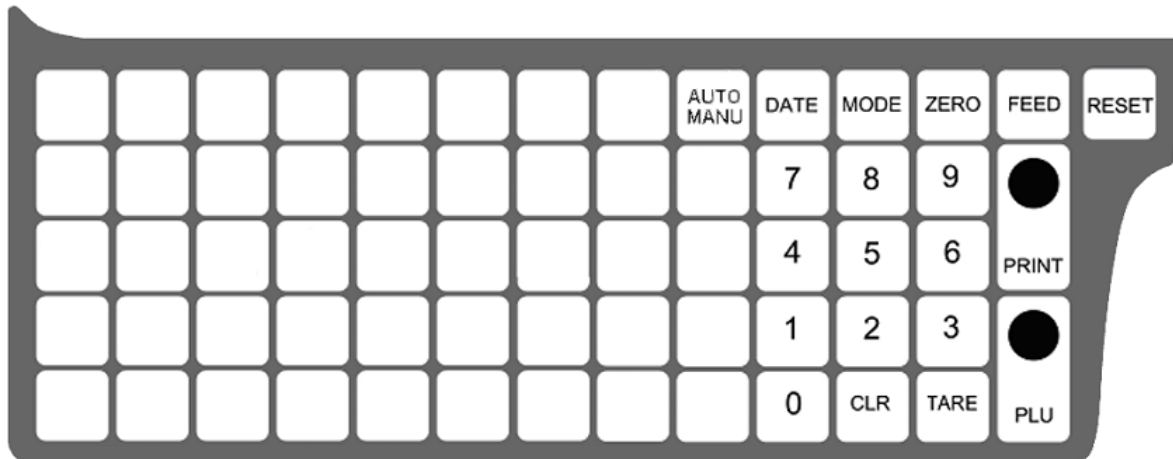 AUTO
MANU
DATE MODE ZERO FEED RESET
7 8 9
4 5 6 PRINT
1 2 3
0 CLR TARE PLU